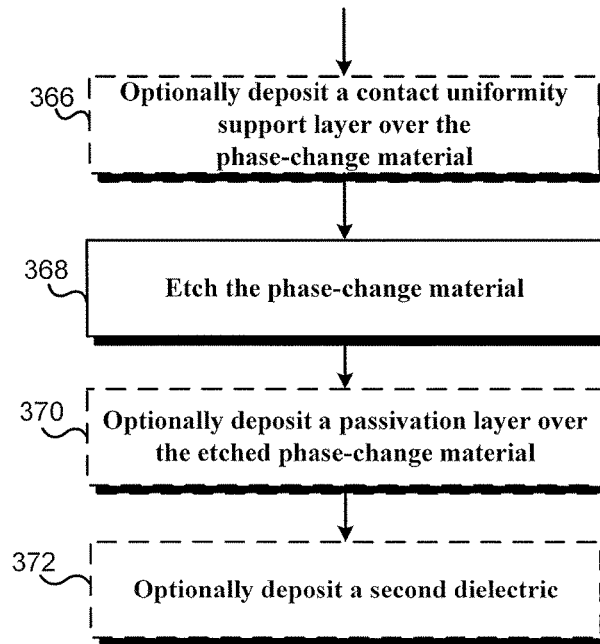 366
Optionally deposit a contact uniformity
support layer over the
phase-change material
368
Etch the phase-change material
370
Optionally deposit a passivation layer over
the etched phase-change material
372
Optionally deposit a second dielectric